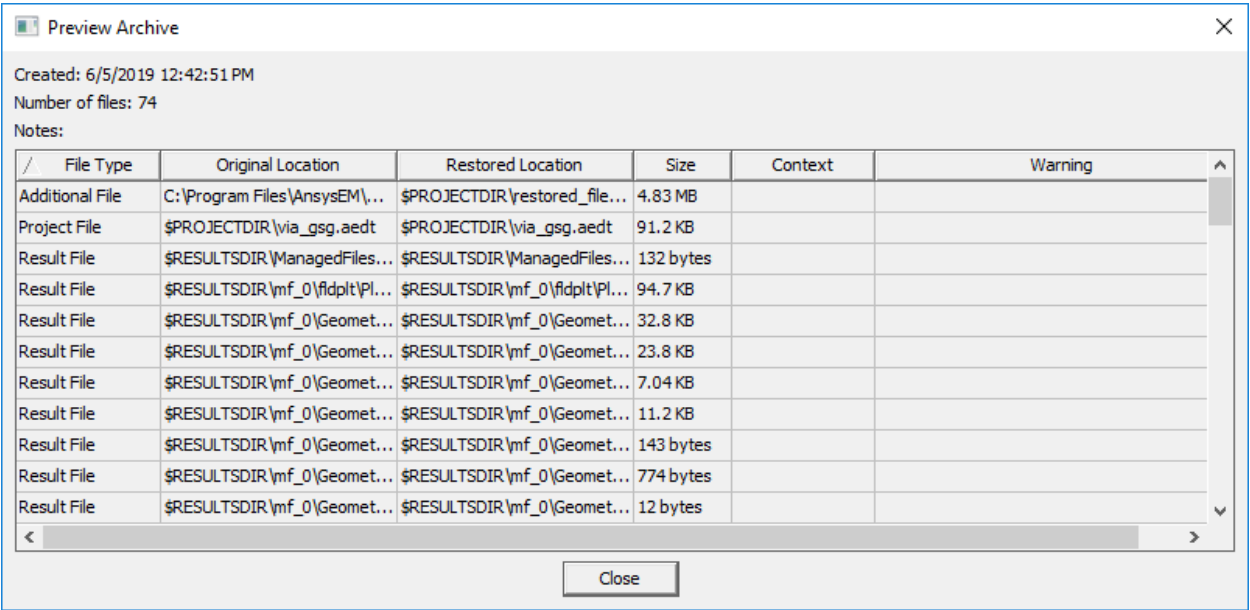 Preview Archive
Created: 6/5/2019 12:42:51 PM
Number of files: 74
Notes:
File Type Original Location Restored Location Size Context Warning
Additional File C:\Program Files\AnsysEM\... $PROJECTDIR\restored_file... 4.83 MB
Project File $PROJECTDIR\via_gsg.aedt $PROJECTDIR\via_gsg.aedt 91.2 KB
Result File $RESULTSDIR\ManagedFiles... $RESULTSDIR\ManagedFiles... 132 bytes
Result File $RESULTSDIR\mf_0\fldplt\Pl... $RESULTSDIR\mf_0\fldplt\Pl... 94.7 KB
Result File $RESULTSDIR\mf_0\Geomet... $RESULTSDIR\mf_0\Geomet... 32.8 KB
Result File $RESULTSDIR\mf_0\Geomet... $RESULTSDIR\mf_0\Geomet... 23.8 KB
Result File $RESULTSDIR\mf_0\Geomet... $RESULTSDIR\mf_0\Geomet... 7.04 KB
Result File $RESULTSDIR\mf_0\Geomet... $RESULTSDIR\mf_0\Geomet... 11.2 KB
Result File $RESULTSDIR\mf_0\Geomet... $RESULTSDIR\mf_0\Geomet... 143 bytes
Result File $RESULTSDIR\mf_0\Geomet... $RESULTSDIR\mf_0\Geomet... 774 bytes
Result File $RESULTSDIR\mf_0\Geomet... $RESULTSDIR\mf_0\Geomet... 12 bytes
Close